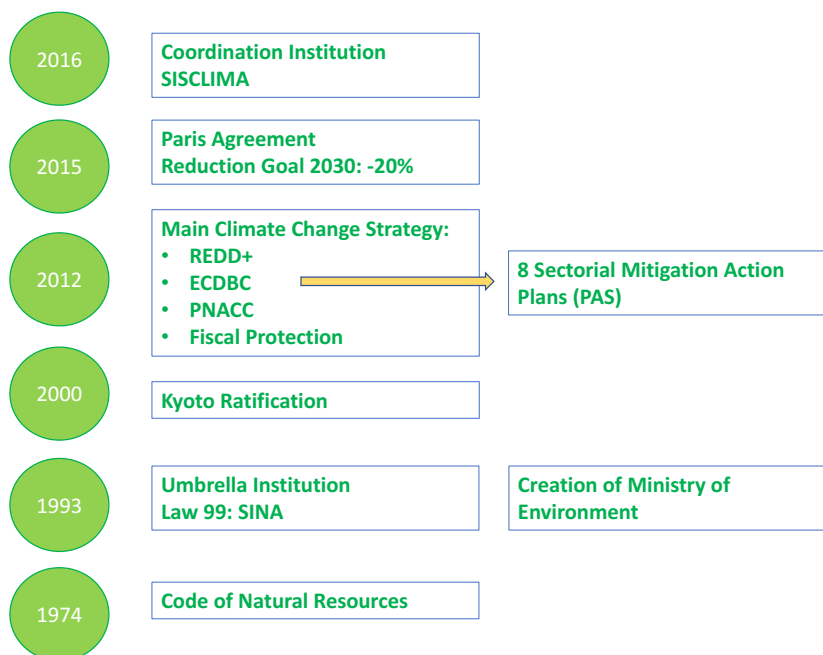 2016
Coordination Institution
SISCLIMA
2015
Paris Agreement
Reduction Goal 2030: -20%
2012
Main Climate Change Strategy:
• REDD+
• ECDBC
• PNACC
• Fiscal Protection
8 Sectorial Mitigation Action
Plans (PAS)
2000
Kyoto Ratification
1993
Umbrella Institution
Law 99: SINA
Creation of Ministry of
Environment
1974
Code of Natural Resources